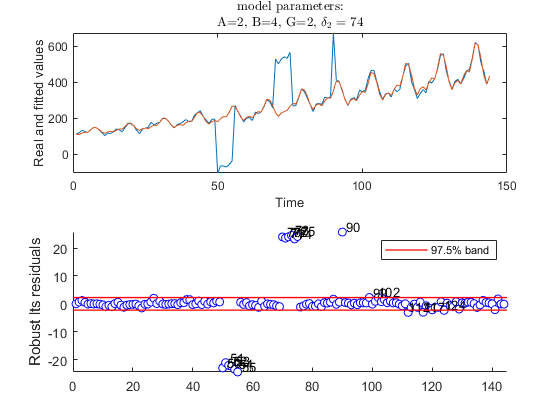 model parameters:
A=2, B=4, G=2, δ₂ = 74
Real and fitted values
600
400
200
0
0 50 100 150
Time
Robust lts residuals
20
10
0
-10
-20
90
97.5% band
102
0 20 40 60 80 100 120 140